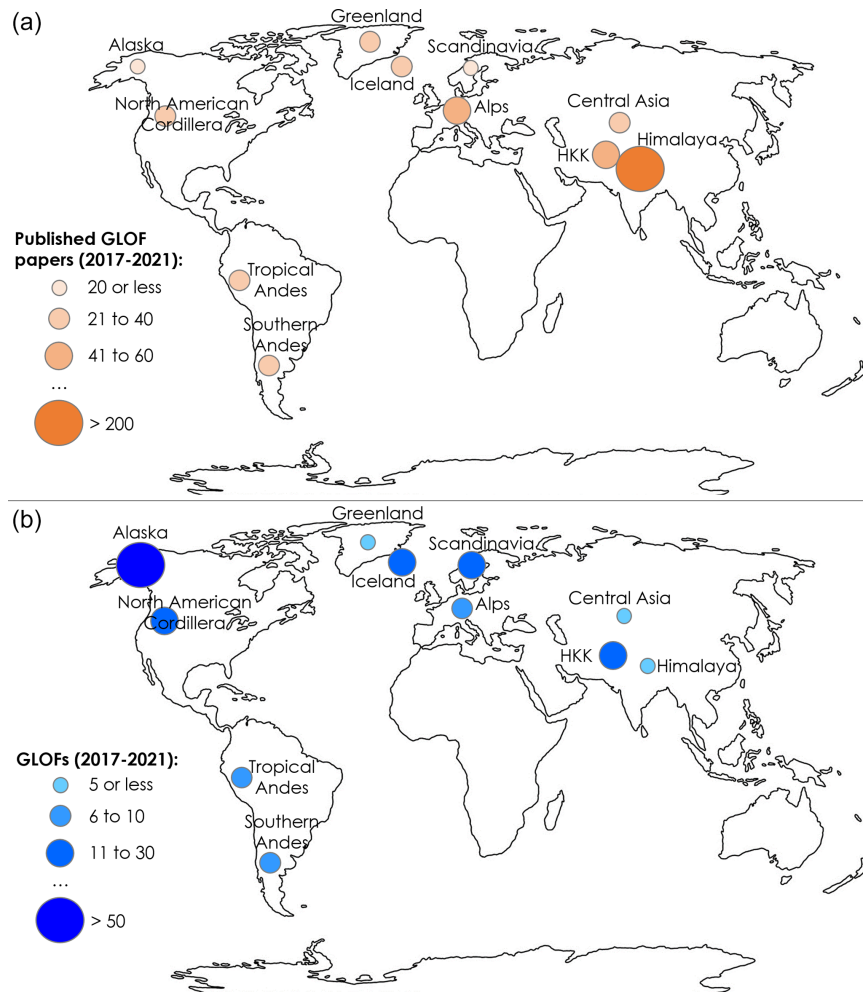 (a)
Greenland
Alaska
Scandinavia
Iceland
North American
Cordillera
Alps
Central Asia
Himalaya
HKK
Published GLOF
papers (2017-2021):
20 or less
21 to 40
41 to 60
...
> 200
Tropical
Andes
Southern
Andes
(b)
Greenland
Alaska
Scandinavia
Iceland
North American
Cordillera
Alps
Central Asia
HKK
Himalaya
GLOFs (2017-2021):
5 or less
6 to 10
11 to 30
...
> 50
Tropical
Andes
Southern
Andes